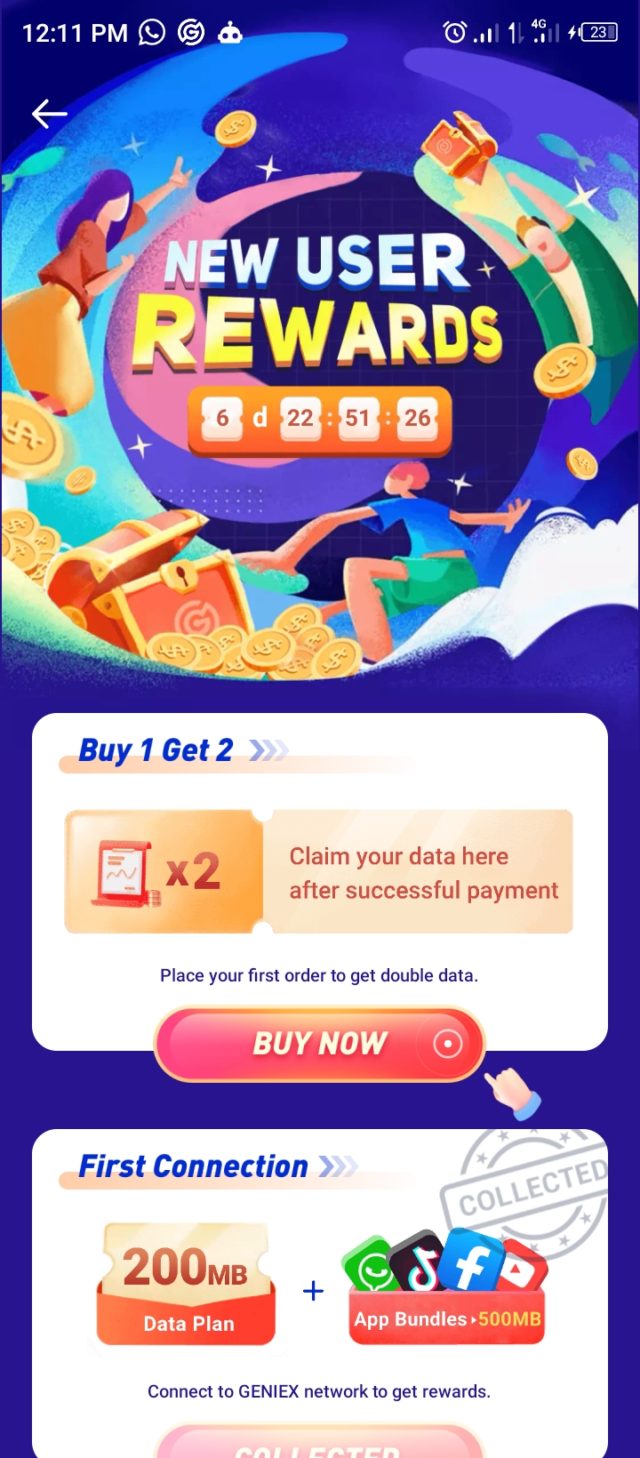 12:11 PM
4G
23
NEW USER
REWARDS
6 d 22 : 51 : 26
Buy 1 Get 2
x2
Claim your data here
after successful payment
Place your first order to get double data.
BUY NOW
First Connection
COLLECTED
200MB
Data Plan
+
App Bundles 500MB
Connect to GENIEX network to get rewards.
COLLECTED